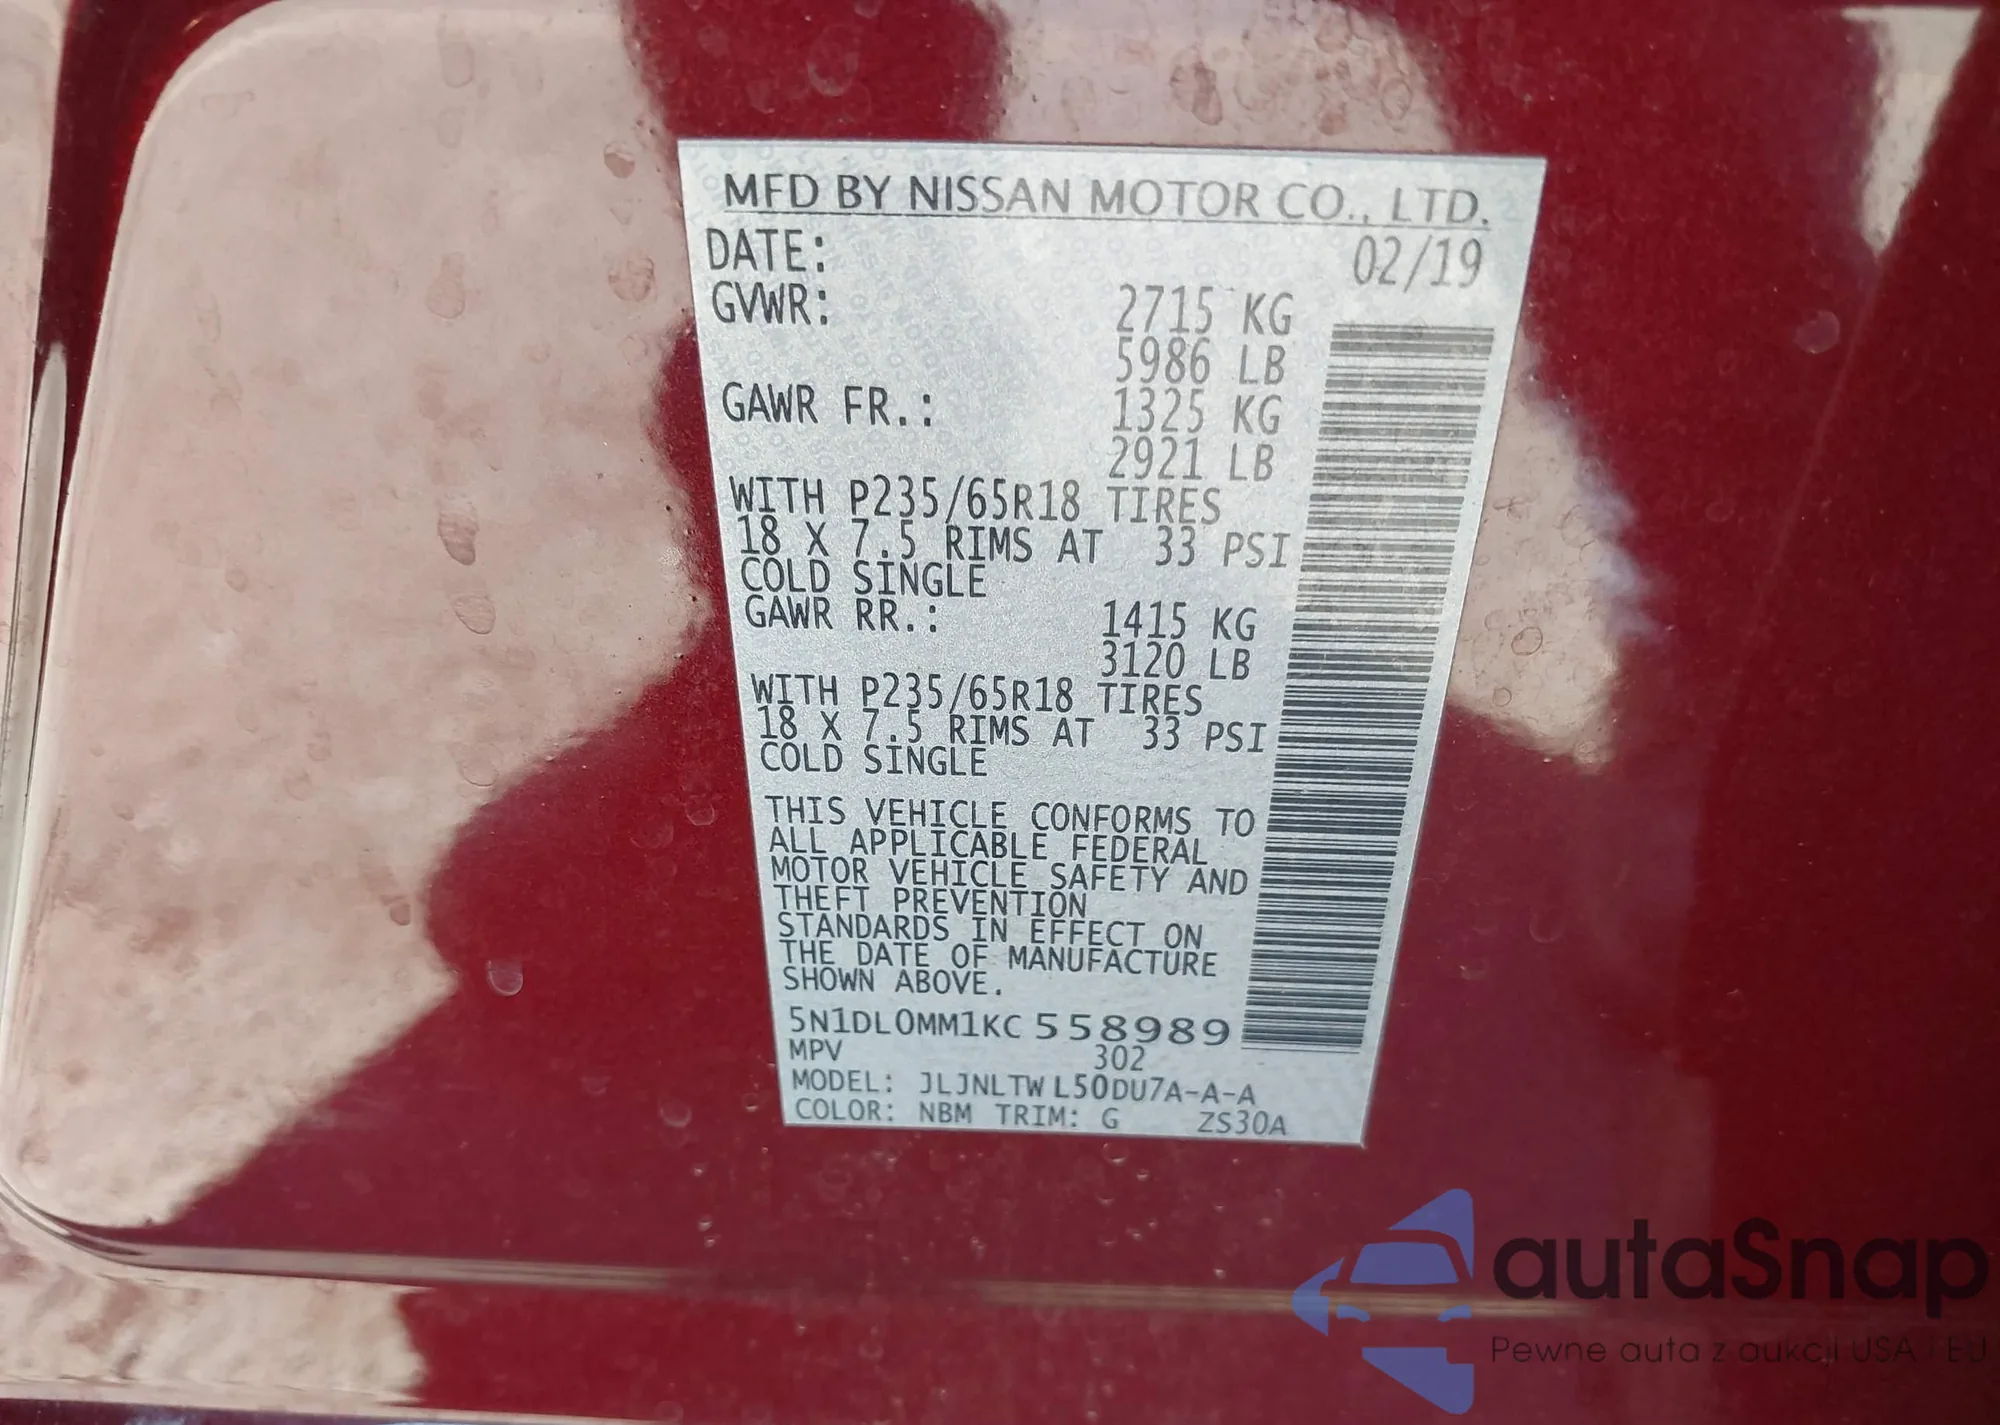 MFD BY NISSAN MOTOR CO., LTD.
DATE: 02/19
GVWR: 2715 KG
5986 LB
GAWR FR.: 1325 KG
2921 LB
WITH P235/65R18 TIRES
18 X 7.5 RIMS AT 33 PSI
COLD SINGLE
GAWR RR.: 1415 KG
3120 LB
WITH P235/65R18 TIRES
18 X 7.5 RIMS AT 33 PSI
COLD SINGLE
THIS VEHICLE CONFORMS TO
ALL APPLICABLE FEDERAL
MOTOR VEHICLE SAFETY AND
THEFT PREVENTION
STANDARDS IN EFFECT ON
THE DATE OF MANUFACTURE
SHOWN ABOVE.
5N1DL0MM1KC558989
MPV 302
MODEL: JLJNLTWL50DU7A-A-A
COLOR: NBM TRIM: G ZS30A
autaSnap
Pewne auta z aukcji USA i EU